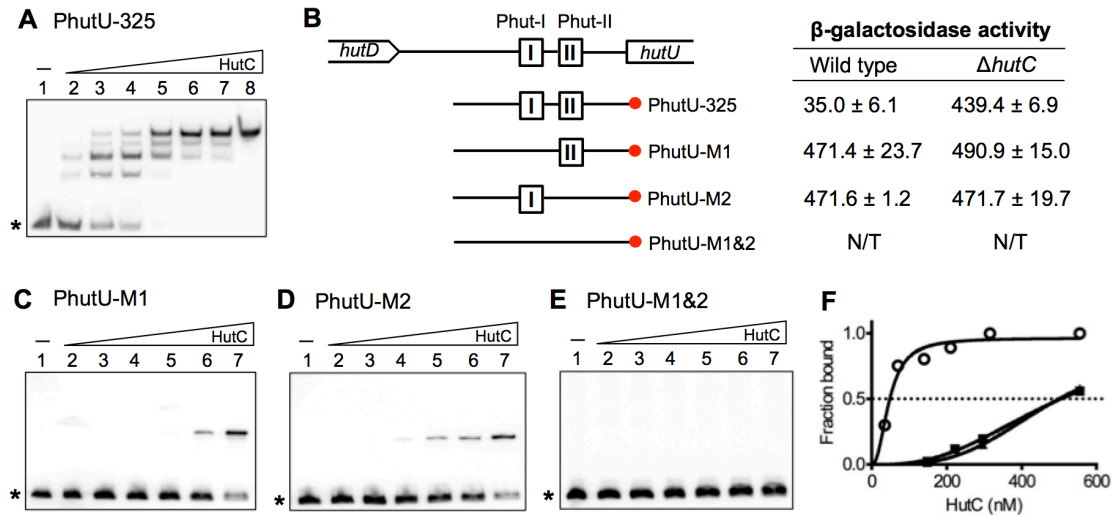 A PhutU-325
– HutC
1 2 3 4 5 6 7 8
*
B
Phut-I Phut-II
hutD I II hutU
I II PhutU-325
II PhutU-M1
I PhutU-M2
PhutU-M1&2
β-galactosidase activity
Wild type ΔhutC
35.0 ± 6.1 439.4 ± 6.9
471.4 ± 23.7 490.9 ± 15.0
471.6 ± 1.2 471.7 ± 19.7
N/T N/T
C PhutU-M1
– HutC
1 2 3 4 5 6 7
*
D PhutU-M2
– HutC
1 2 3 4 5 6 7
*
E PhutU-M1&2
– HutC
1 2 3 4 5 6 7
*
F
Fraction bound
1.0
0.5
0.0
0 200 400 600
HutC (nM)